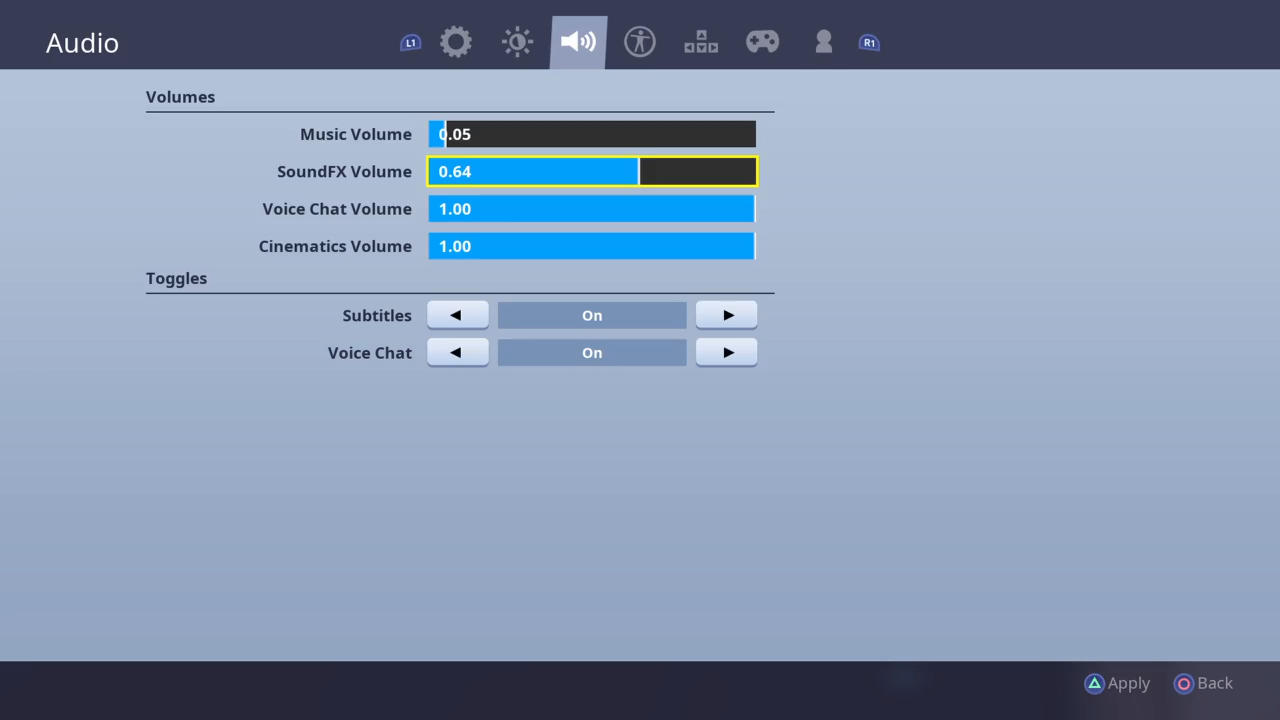 Audio
L1
R1
Volumes
Music Volume 0.05
SoundFX Volume 0.64
Voice Chat Volume 1.00
Cinematics Volume 1.00
Toggles
Subtitles On
Voice Chat On
Apply Back